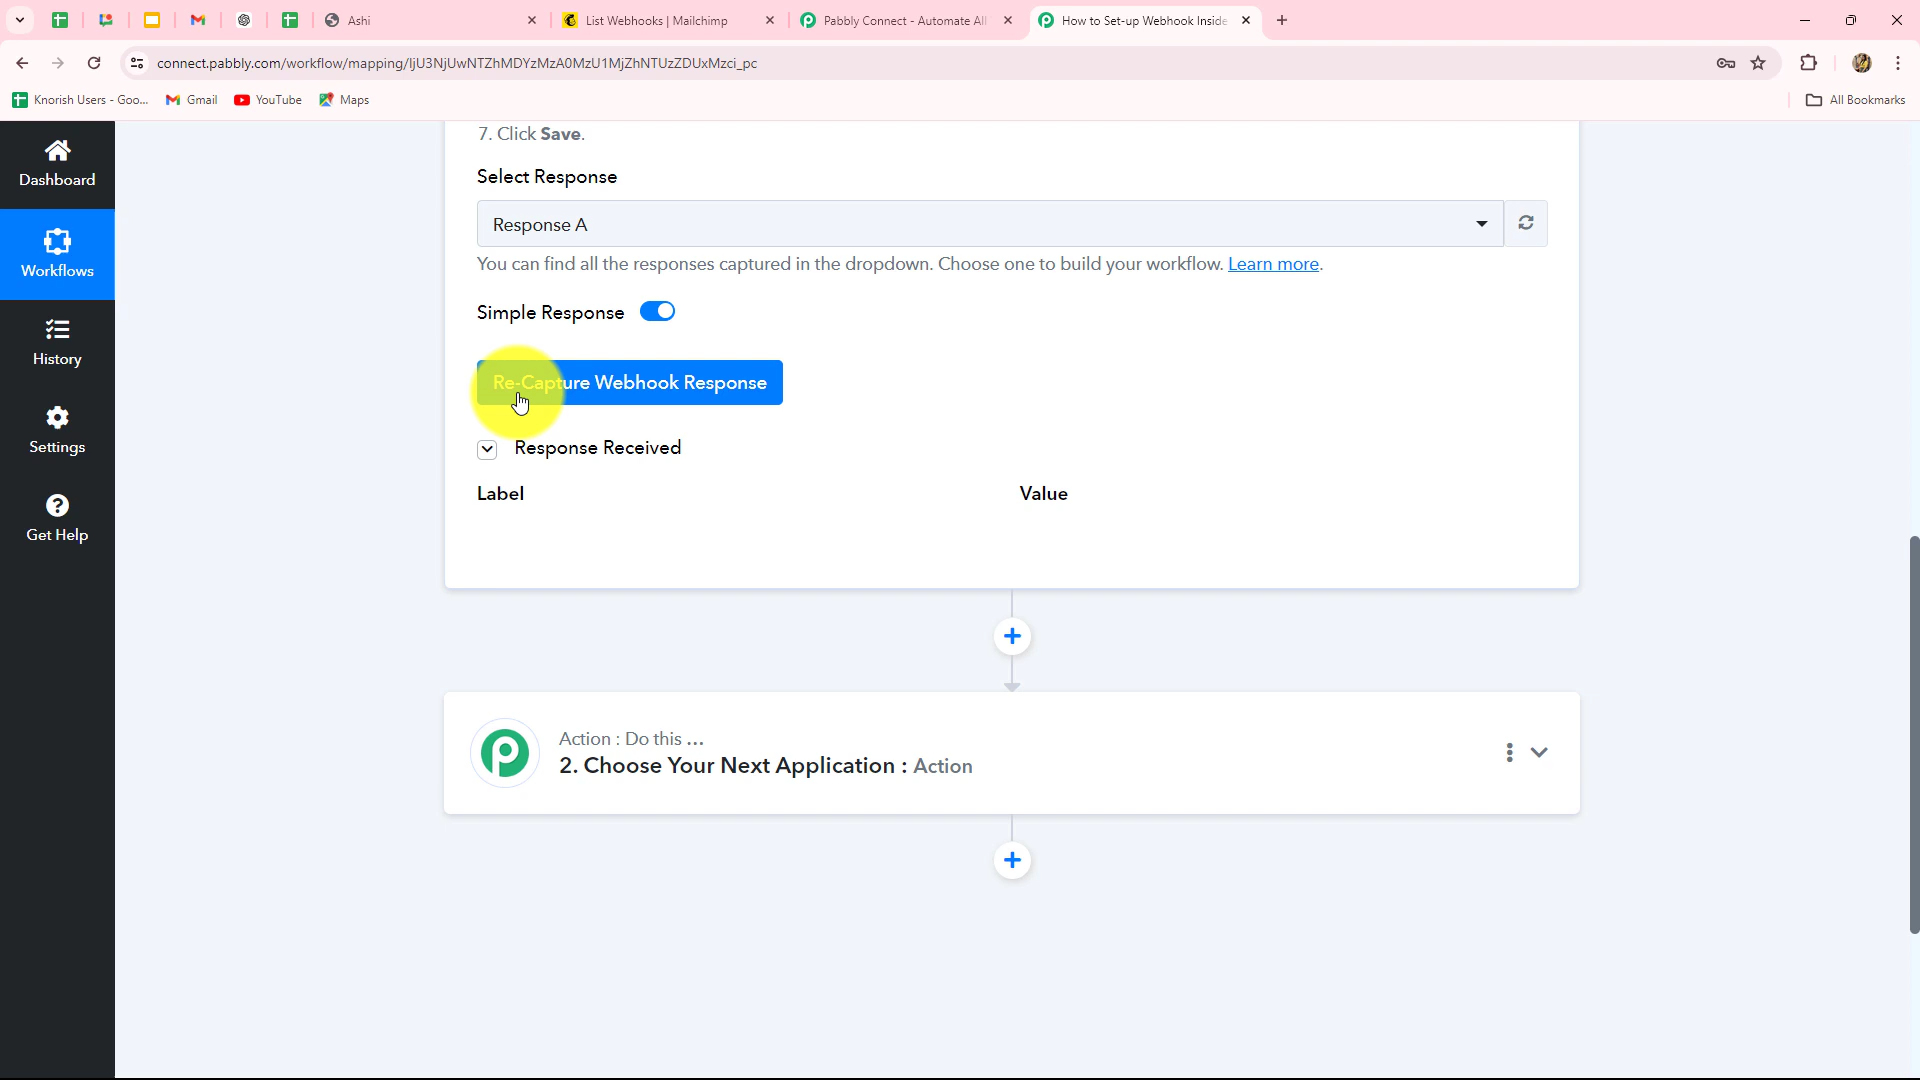 Ashi
List Webhooks | Mailchimp
Pabbly Connect - Automate All
How to Set-up Webhook Inside
connect.pabbly.com/workflow/mapping/IjU3NjUwNTZhMDYzMzA0MzU1MjZhNTUzZDUxMzci_pc
Knorish Users - Goo...
Gmail
YouTube
Maps
All Bookmarks
Dashboard
Workflows
History
Settings
Get Help
7. Click Save.
Select Response
Response A
You can find all the responses captured in the dropdown. Choose one to build your workflow. Learn more.
Simple Response
Re-Capture Webhook Response
Response Received
Label
Value
Action : Do this ...
2. Choose Your Next Application : Action